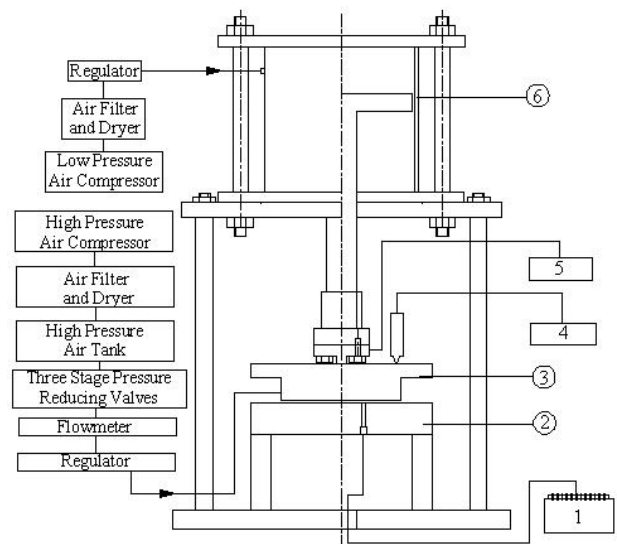 Regulator
Air Filter
and Dryer
Low Pressure
Air Compressor
High Pressure
Air Compressor
Air Filter
and Dryer
High Pressure
Air Tank
Three Stage Pressure
Reducing Valves
Flowmeter
Regulator
6
5
4
3
2
1